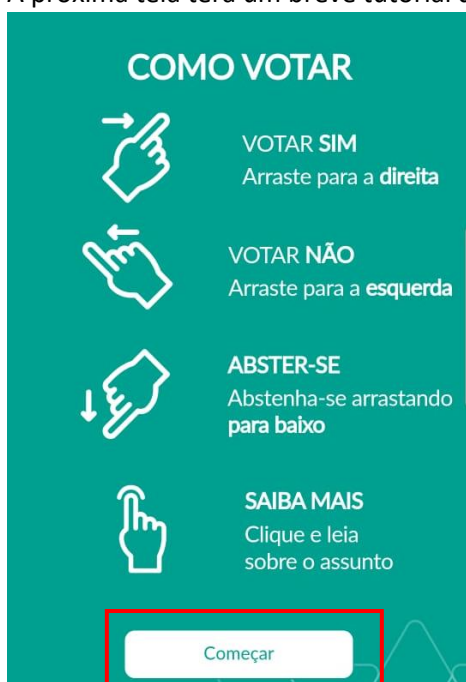 A próxima tela terá um breve tutorial
COMO VOTAR
VOTAR SIM
Arraste para a direita
VOTAR NÃO
Arraste para a esquerda
ABSTER-SE
Abstenha-se arrastando
para baixo
SAIBA MAIS
Clique e leia
sobre o assunto
Começar